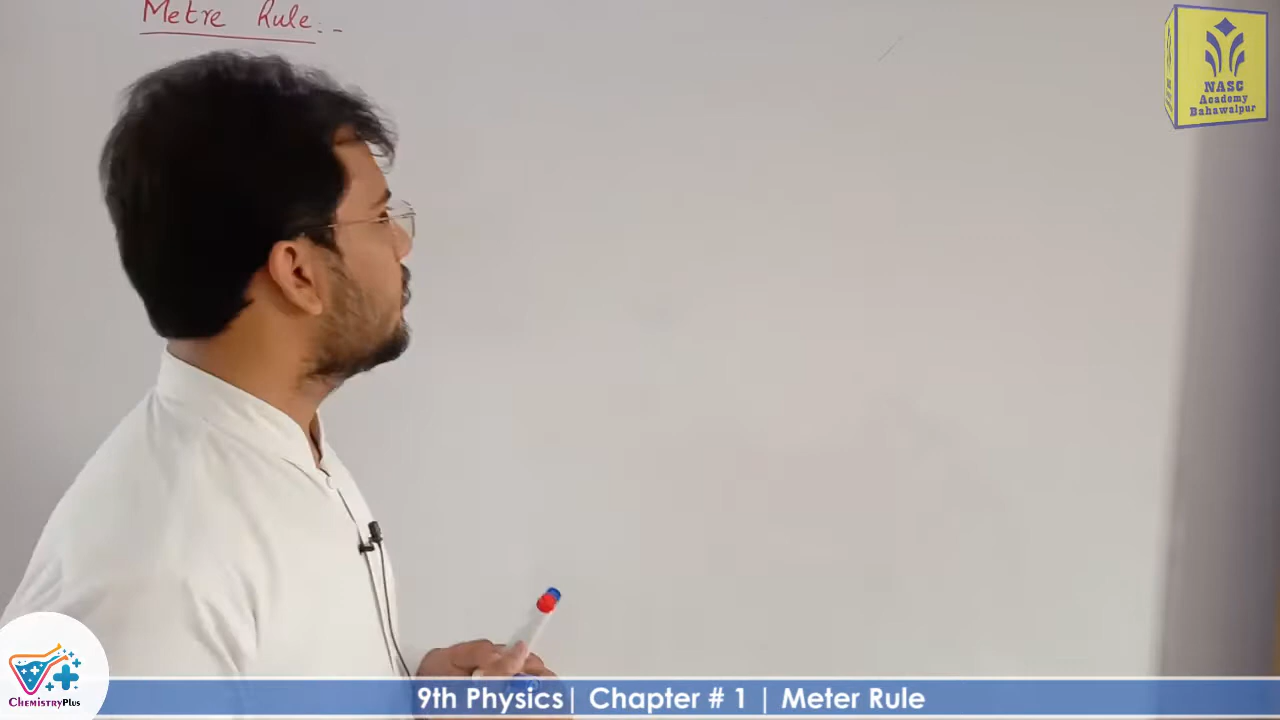 Metre Rule:-
NASC
Academy
Bahawalpur
ChemistryPlus
9th Physics| Chapter # 1 | Meter Rule